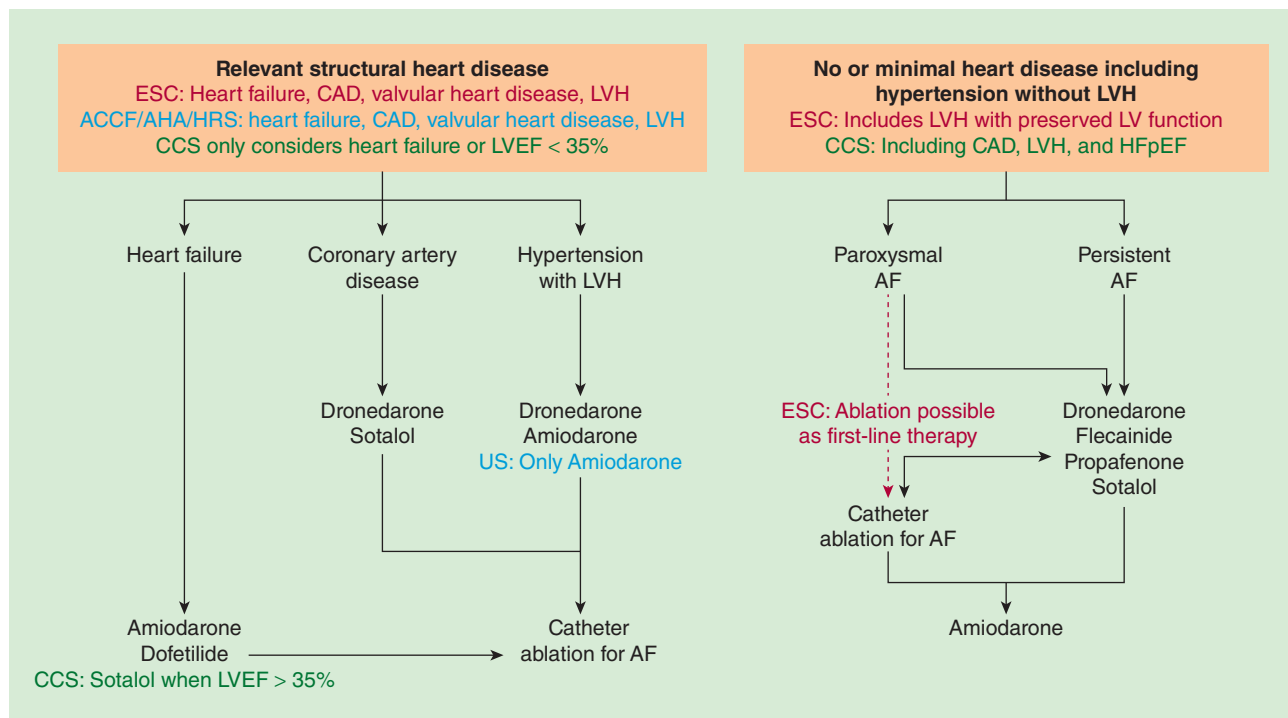 Relevant structural heart disease
ESC: Heart failure, CAD, valvular heart disease, LVH
ACCF/AHA/HRS: heart failure, CAD, valvular heart disease, LVH
CCS only considers heart failure or LVEF < 35%
No or minimal heart disease including
hypertension without LVH
ESC: Includes LVH with preserved LV function
CCS: Including CAD, LVH, and HFpEF
Heart failure
Coronary artery
disease
Hypertension
with LVH
Paroxysmal
AF
Persistent
AF
Dronedarone
Sotalol
Dronedarone
Amiodarone
US: Only Amiodarone
ESC: Ablation possible
as first-line therapy
Dronedarone
Flecainide
Propafenone
Sotalol
Catheter
ablation for AF
Amiodarone
Dofetilide
CCS: Sotalol when LVEF > 35%
Catheter
ablation for AF
Amiodarone